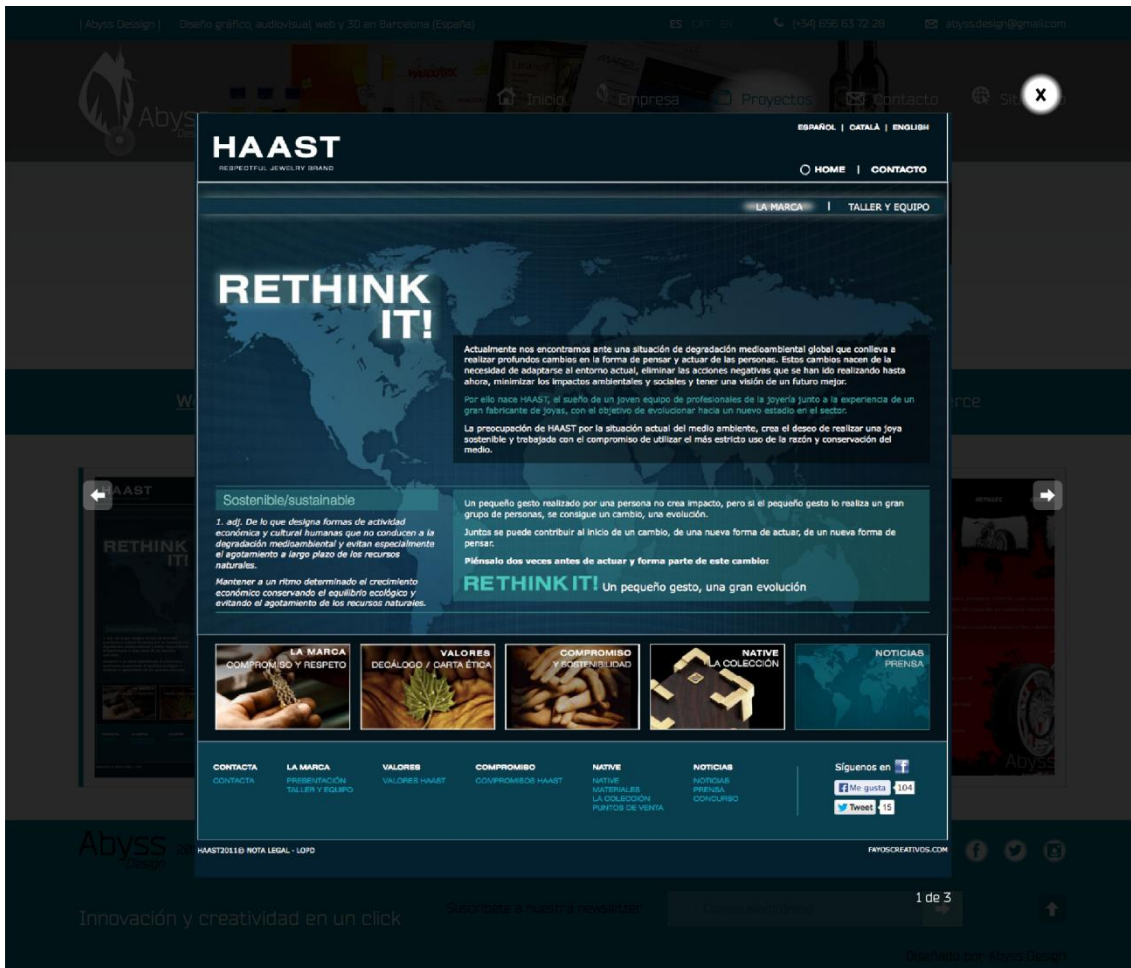 | Abyss Dessign |
Diseño gráfico, audiovisual, web y 3D en Barcelona (España)
ES CAT EN
(+34) 656 63 72 28
abyss.design@gmail.com
Abyss
Inicio
Empresa
Proyectos
Contacto
X
HAAST
RESPECTFUL JEWELRY BRAND
ESPAÑOL | CATALÀ | ENGLISH
HOME | CONTACTO
LA MARCA | TALLER Y EQUIPO
RETHINK
IT!
Actualmente nos encontramos ante una situación de degradación medioambiental global que conlleva a
realizar profundos cambios en la forma de pensar y actuar de las personas. Estos cambios nacen de la
necesidad de adaptarse al entorno actual, eliminar las acciones negativas que se han ido realizando hasta
ahora, minimizar los impactos ambientales y sociales y tener una visión de un futuro mejor.
Por ello nace HAAST, el sueño de un joven equipo de profesionales de la joyería junto a la experiencia de un
gran fabricante de joyas, con el objetivo de evolucionar hacia un nuevo estadio en el sector.
La preocupación de HAAST por la situación actual del medio ambiente, crea el deseo de realizar una joya
sostenible y trabajada con el compromiso de utilizar el más estricto uso de la razón y conservación del
medio.
Sostenible/sustainable
1. adj. De lo que designa formas de actividad
económica y cultural humanas que no conducen a la
degradación medioambiental y evitan especialmente
el agotamiento a largo plazo de los recursos
naturales.
Mantener a un ritmo determinado el crecimiento
económico conservando el equilibrio ecológico y
evitando el agotamiento de los recursos naturales.
Un pequeño gesto realizado por una persona no crea impacto, pero si el pequeño gesto lo realiza un gran
grupo de personas, se consigue un cambio, una evolución.
Juntos se puede contribuir al inicio de un cambio, de una nueva forma de actuar, de un nueva forma de
pensar.
Piénsalo dos veces antes de actuar y forma parte de este cambio:
RETHINK IT! Un pequeño gesto, una gran evolución
LA MARCA
COMPROMISO Y RESPETO
VALORES
DECÁLOGO / CARTA ÉTICA
COMPROMISO
Y SOSTENIBILIDAD
NATIVE
LA COLECCIÓN
NOTICIAS
PRENSA
CONTACTA
CONTACTA
LA MARCA
PRESENTACIÓN
TALLER Y EQUIPO
VALORES
VALORES HAAST
COMPROMISO
COMPROMISOS HAAST
NATIVE
NATIVE
MATERIALES
LA COLECCIÓN
PUNTOS DE VENTA
NOTICIAS
NOTICIAS
PRENSA
CONCURSO
Síguenos en
Me gusta 104
Tweet 15
HAAST2011© NOTA LEGAL - LOPD
FAYOSCREATIVOS.COM
1 de 3
HAAST
RETHINK
IT!
Abyss
Abyss
Design
Innovación y creatividad en un click
Suscríbete a nuestra newsletter
Diseñado por Abyss Design